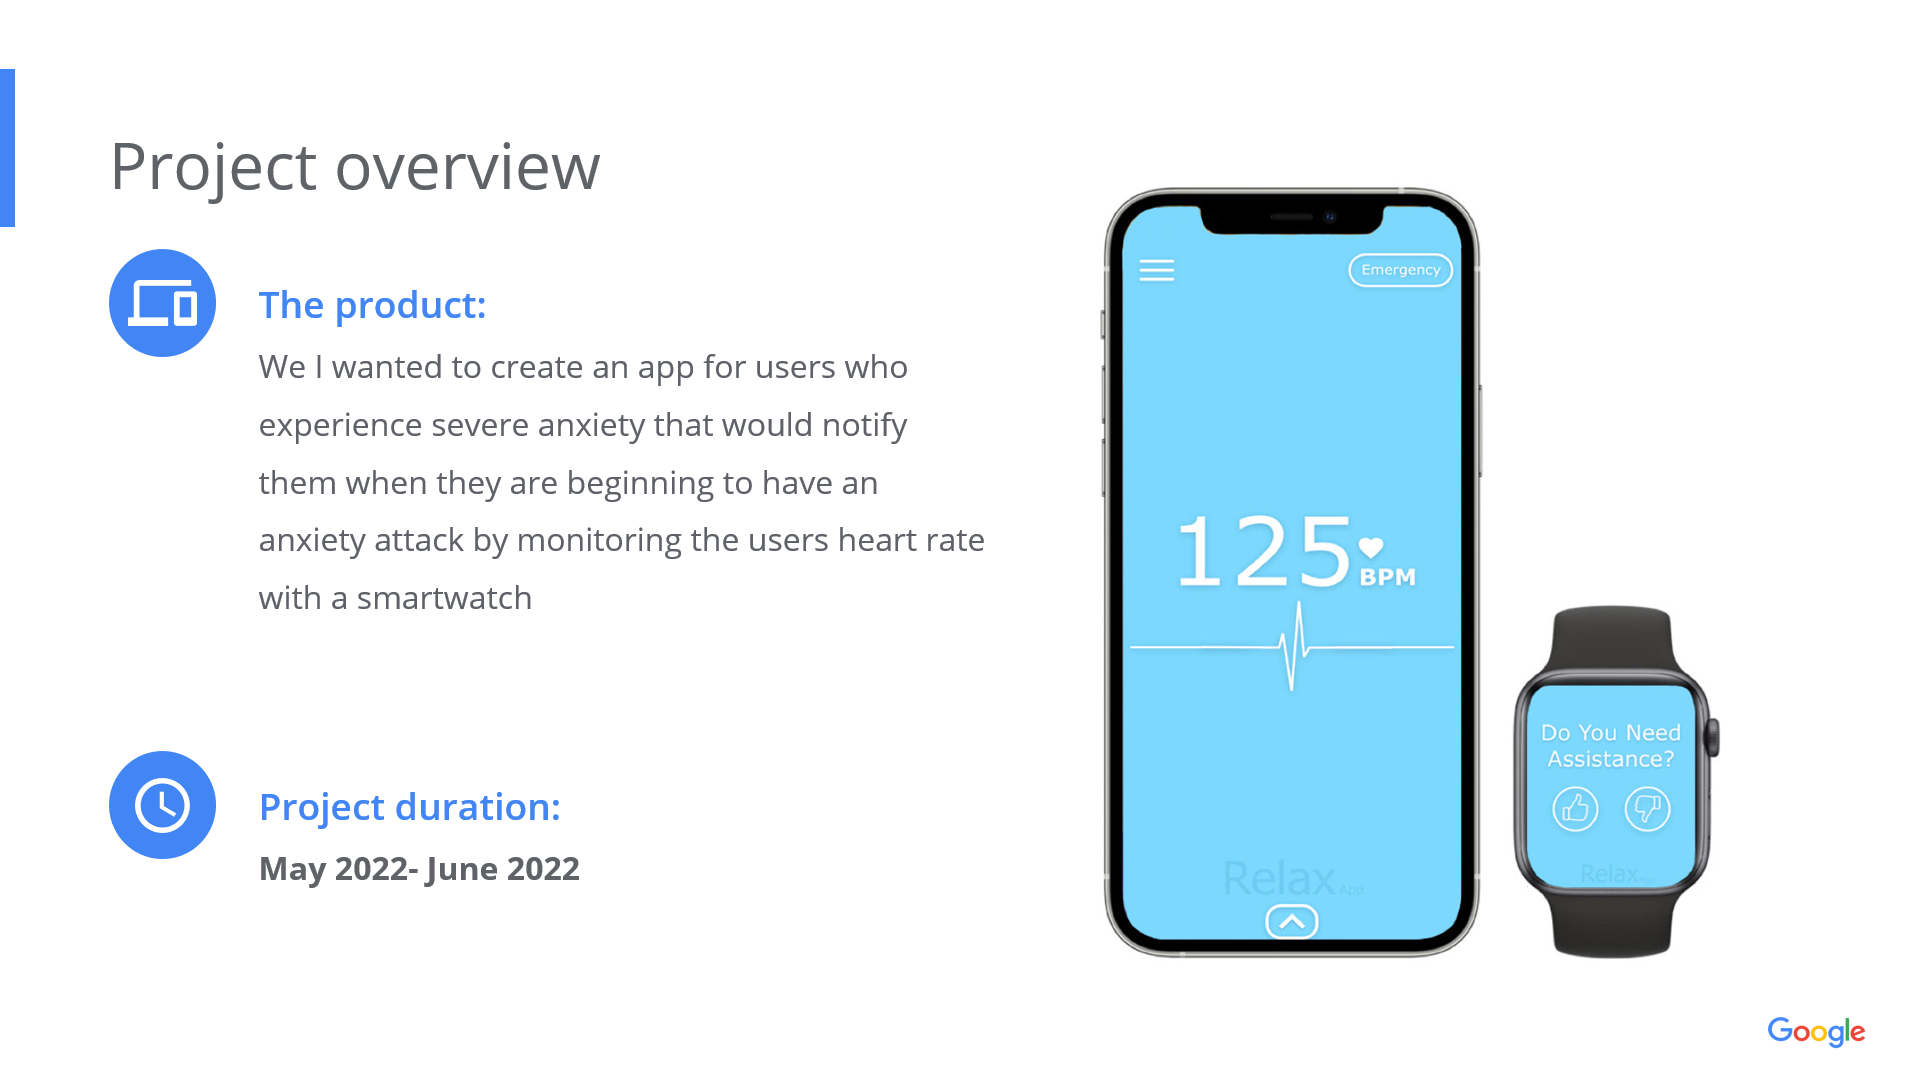 Project overview
The product:
We I wanted to create an app for users who
experience severe anxiety that would notify
them when they are beginning to have an
anxiety attack by monitoring the users heart rate
with a smartwatch
Project duration:
May 2022- June 2022
Emergency
125
BPM
Relax App
Do You Need
Assistance?
Relax
Google